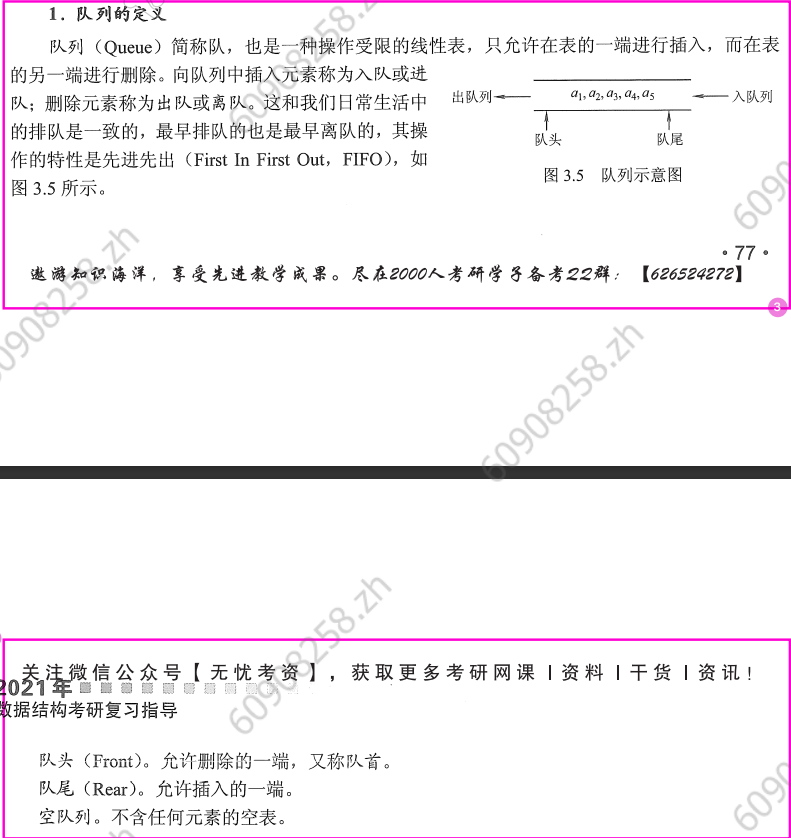 1. 队列的定义
队列（Queue）简称队，也是一种操作受限的线性表，只允许在表的一端进行插入，而在表
的另一端进行删除。向队列中插入元素称为入队或进
队；删除元素称为出队或离队。这和我们日常生活中
的排队是一致的，最早排队的也是最早离队的，其操
作的特性是先进先出（First In First Out，FIFO），如
图 3.5 所示。
出队列 a1, a2, a3, a4, a5 入队列
队头 队尾
图 3.5 队列示意图
·77·
遨游知识海洋，享受先进教学成果。尽在2000人考研学子备考22群：【626524272】
3
60908258.zh
60908258.zh
60908258.zh
关注微信公众号【无忧考资】，获取更多考研网课丨资料丨干货丨资讯！
2021年
数据结构考研复习指导
60908258.zh
队头（Front）。允许删除的一端，又称队首。
队尾（Rear）。允许插入的一端。
空队列。不含任何元素的空表。